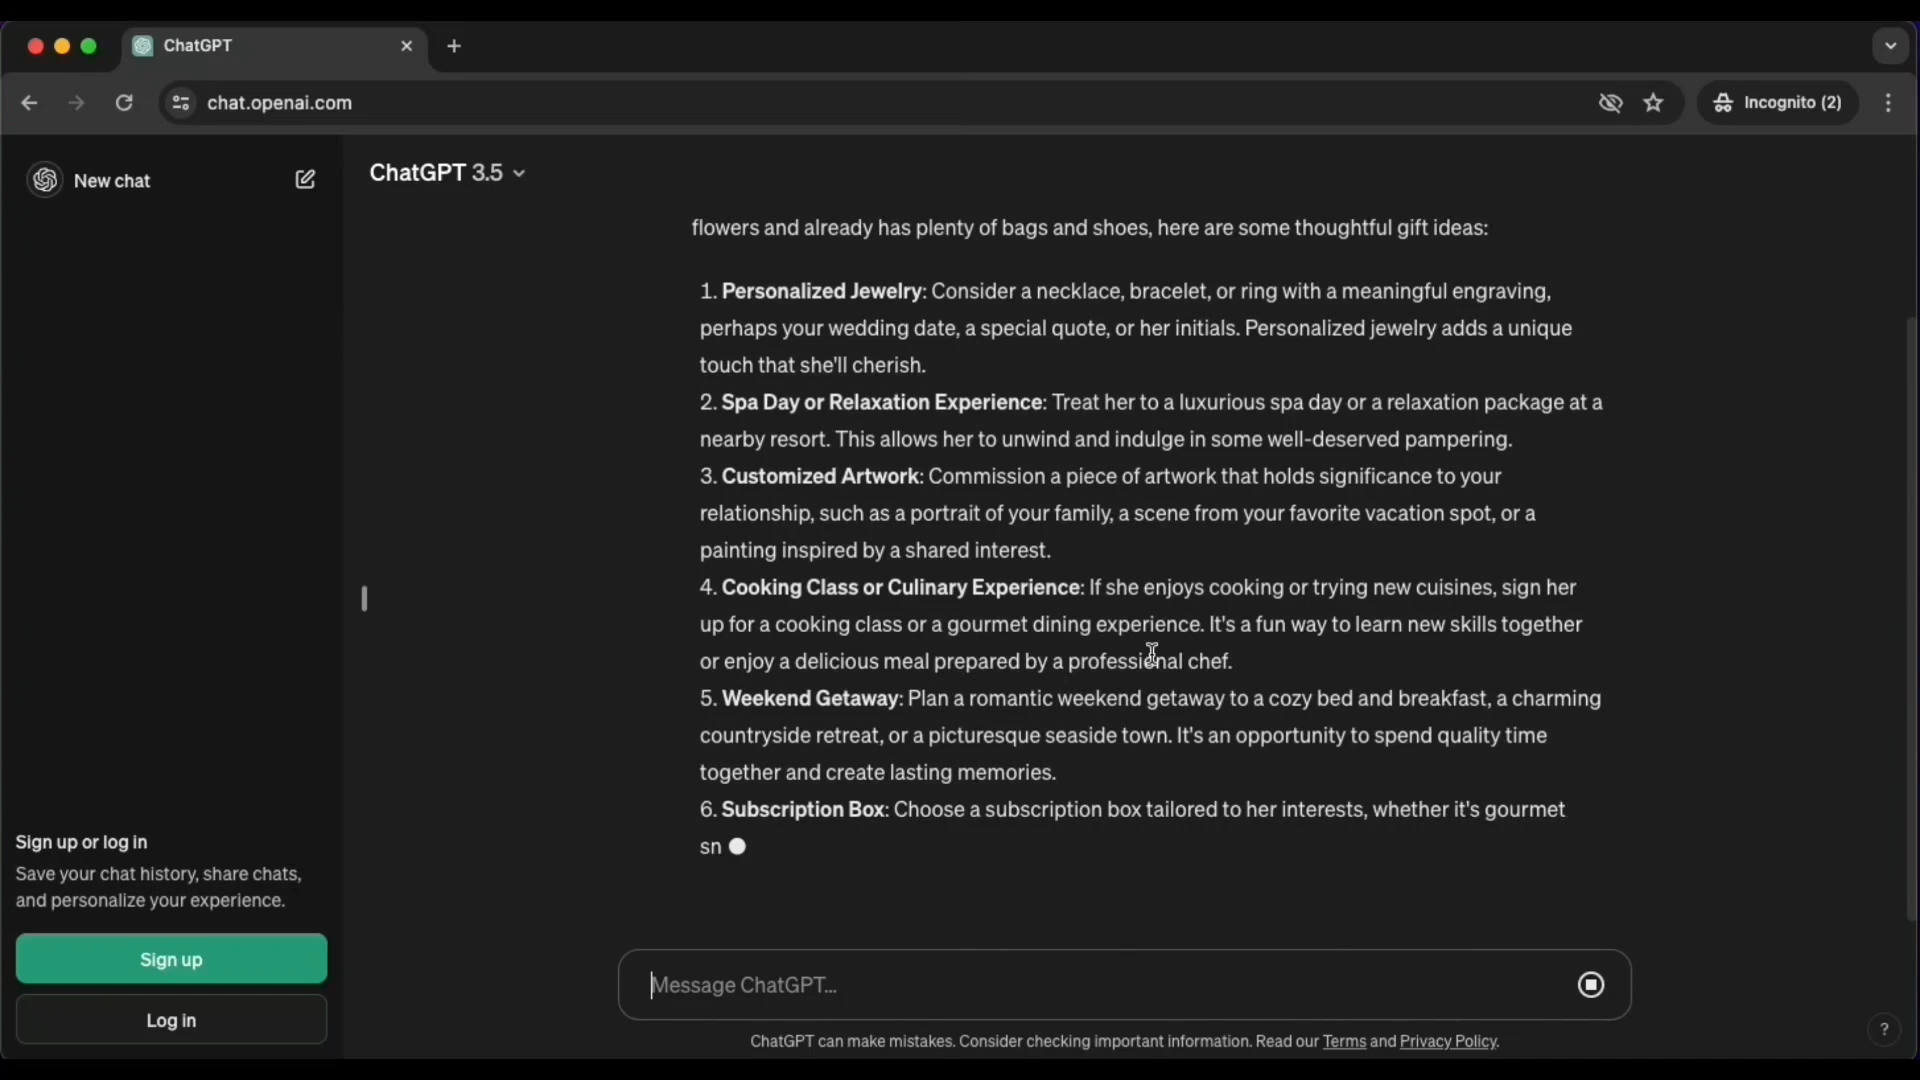 ChatGPT
chat.openai.com
Incognito (2)
New chat
ChatGPT 3.5
flowers and already has plenty of bags and shoes, here are some thoughtful gift ideas:
1. Personalized Jewelry: Consider a necklace, bracelet, or ring with a meaningful engraving,
perhaps your wedding date, a special quote, or her initials. Personalized jewelry adds a unique
touch that she'll cherish.
2. Spa Day or Relaxation Experience: Treat her to a luxurious spa day or a relaxation package at a
nearby resort. This allows her to unwind and indulge in some well-deserved pampering.
3. Customized Artwork: Commission a piece of artwork that holds significance to your
relationship, such as a portrait of your family, a scene from your favorite vacation spot, or a
painting inspired by a shared interest.
4. Cooking Class or Culinary Experience: If she enjoys cooking or trying new cuisines, sign her
up for a cooking class or a gourmet dining experience. It's a fun way to learn new skills together
or enjoy a delicious meal prepared by a professional chef.
5. Weekend Getaway: Plan a romantic weekend getaway to a cozy bed and breakfast, a charming
countryside retreat, or a picturesque seaside town. It's an opportunity to spend quality time
together and create lasting memories.
6. Subscription Box: Choose a subscription box tailored to her interests, whether it's gourmet
sn
Sign up or log in
Save your chat history, share chats,
and personalize your experience.
Sign up
Log in
Message ChatGPT...
ChatGPT can make mistakes. Consider checking important information. Read our Terms and Privacy Policy.
?